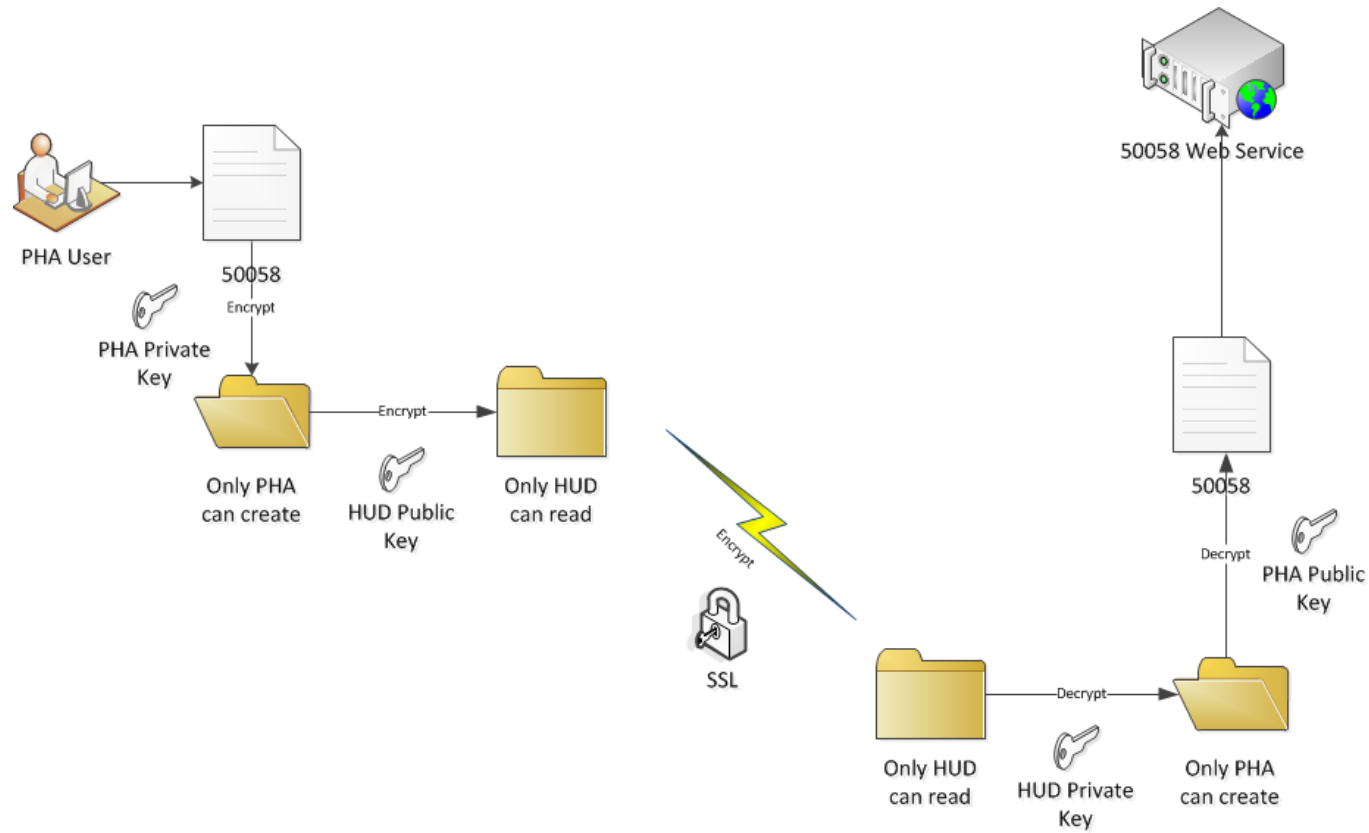 PHA User
50058
Encrypt
PHA Private
Key
Only PHA
can create
Encrypt
HUD Public
Key
Only HUD
can read
Encrypt
SSL
Only HUD
can read
Decrypt
HUD Private
Key
Only PHA
can create
Decrypt
PHA Public
Key
50058
50058 Web Service